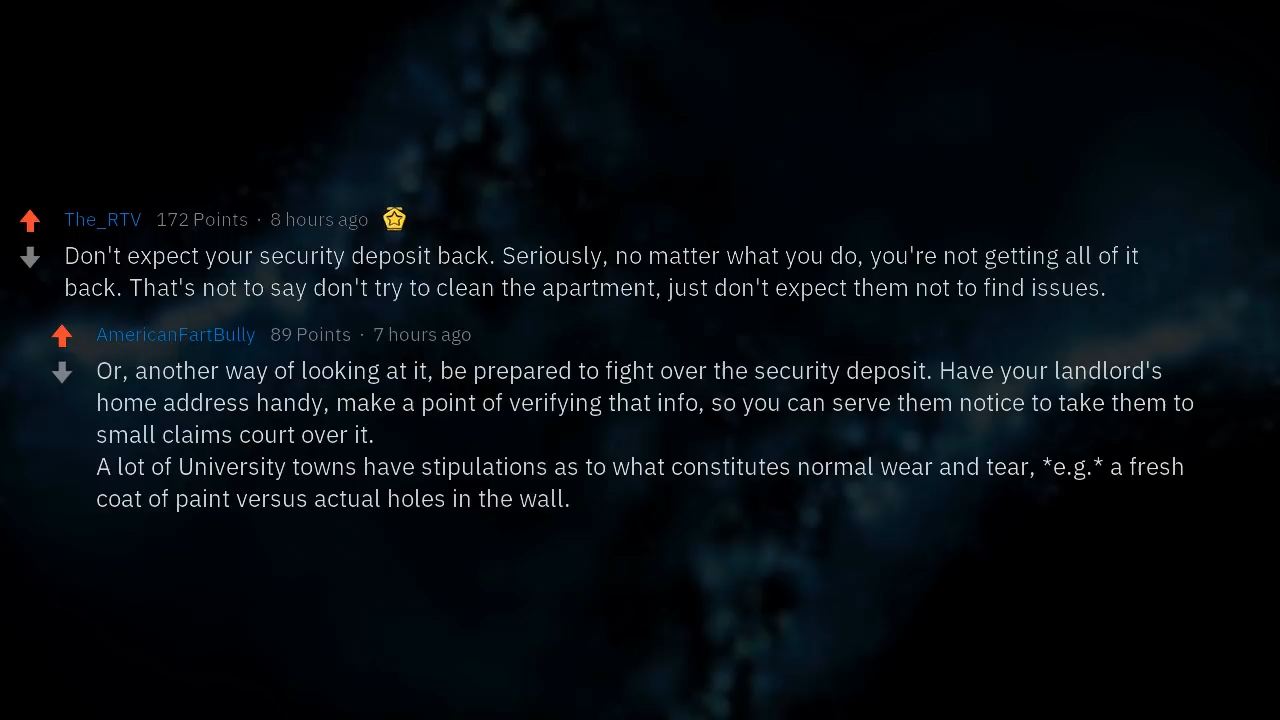 The_RTV 172 Points · 8 hours ago
Don't expect your security deposit back. Seriously, no matter what you do, you're not getting all of it
back. That's not to say don't try to clean the apartment, just don't expect them not to find issues.
AmericanFartBully 89 Points · 7 hours ago
Or, another way of looking at it, be prepared to fight over the security deposit. Have your landlord's
home address handy, make a point of verifying that info, so you can serve them notice to take them to
small claims court over it.
A lot of University towns have stipulations as to what constitutes normal wear and tear, *e.g.* a fresh
coat of paint versus actual holes in the wall.